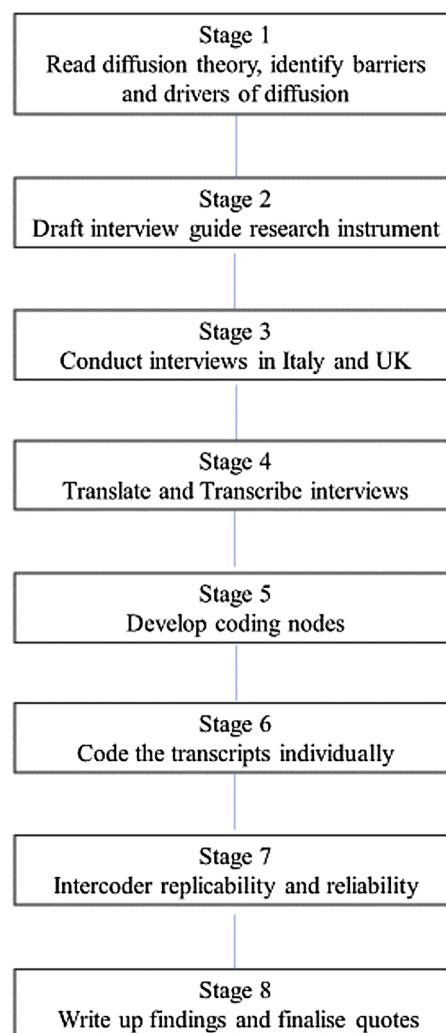 Stage 1
Read diffusion theory, identify barriers
and drivers of diffusion
Stage 2
Draft interview guide research instrument
Stage 3
Conduct interviews in Italy and UK
Stage 4
Translate and Transcribe interviews
Stage 5
Develop coding nodes
Stage 6
Code the transcripts individually
Stage 7
Intercoder replicability and reliability
Stage 8
Write up findings and finalise quotes